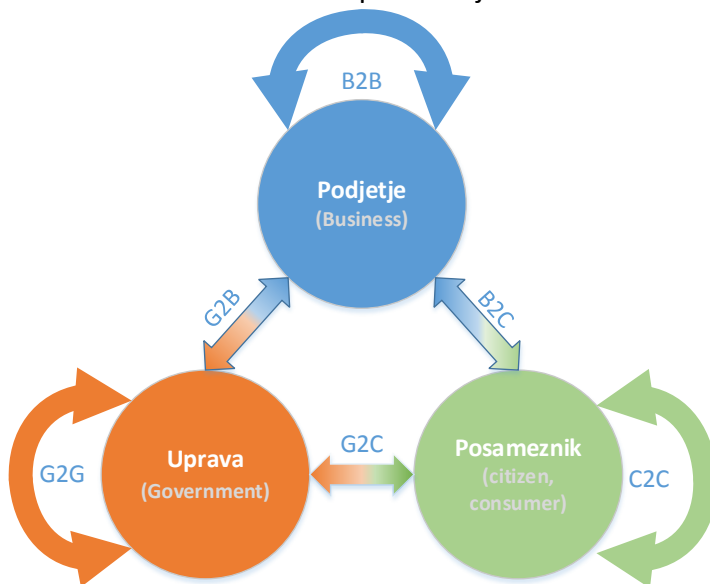 B2B
Podjetje
(Business)
G2B
B2C
G2C
Uprava
(Government)
G2G
Posameznik
(citizen,
consumer)
C2C